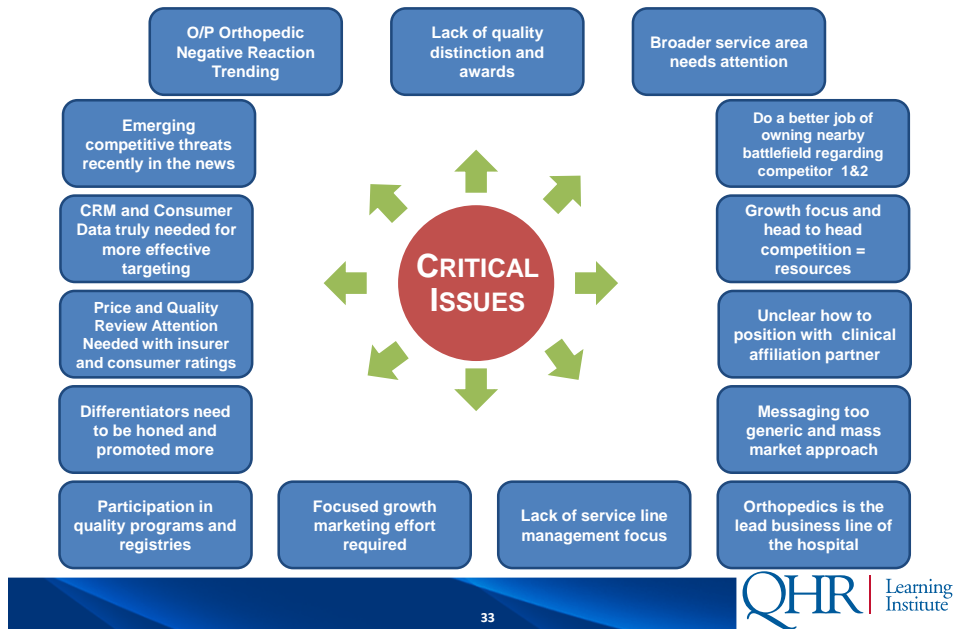 O/P Orthopedic
Negative Reaction
Trending
Lack of quality
distinction and
awards
Broader service area
needs attention
Emerging
competitive threats
recently in the news
Do a better job of
owning nearby
battlefield regarding
competitor 1&2
CRM and Consumer
Data truly needed for
more effective
targeting
CRITICAL
ISSUES
Growth focus and
head to head
competition =
resources
Price and Quality
Review Attention
Needed with insurer
and consumer ratings
Unclear how to
position with clinical
affiliation partner
Differentiators need
to be honed and
promoted more
Messaging too
generic and mass
market approach
Participation in
quality programs and
registries
Focused growth
marketing effort
required
Lack of service line
management focus
Orthopedics is the
lead business line of
the hospital
33
QHR
Learning
Institute